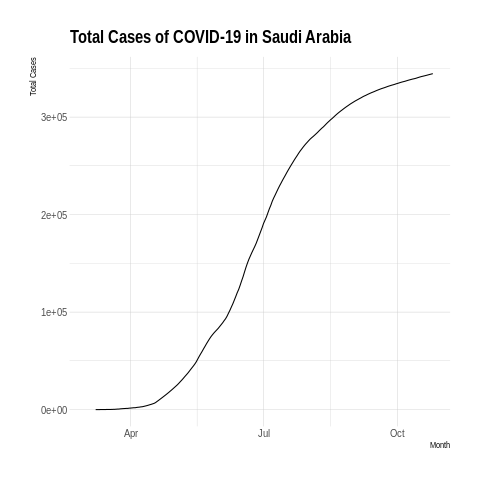 Total Cases of COVID-19 in Saudi Arabia
Total Cases
3e+05
2e+05
1e+05
0e+00
Apr Jul Oct
Month